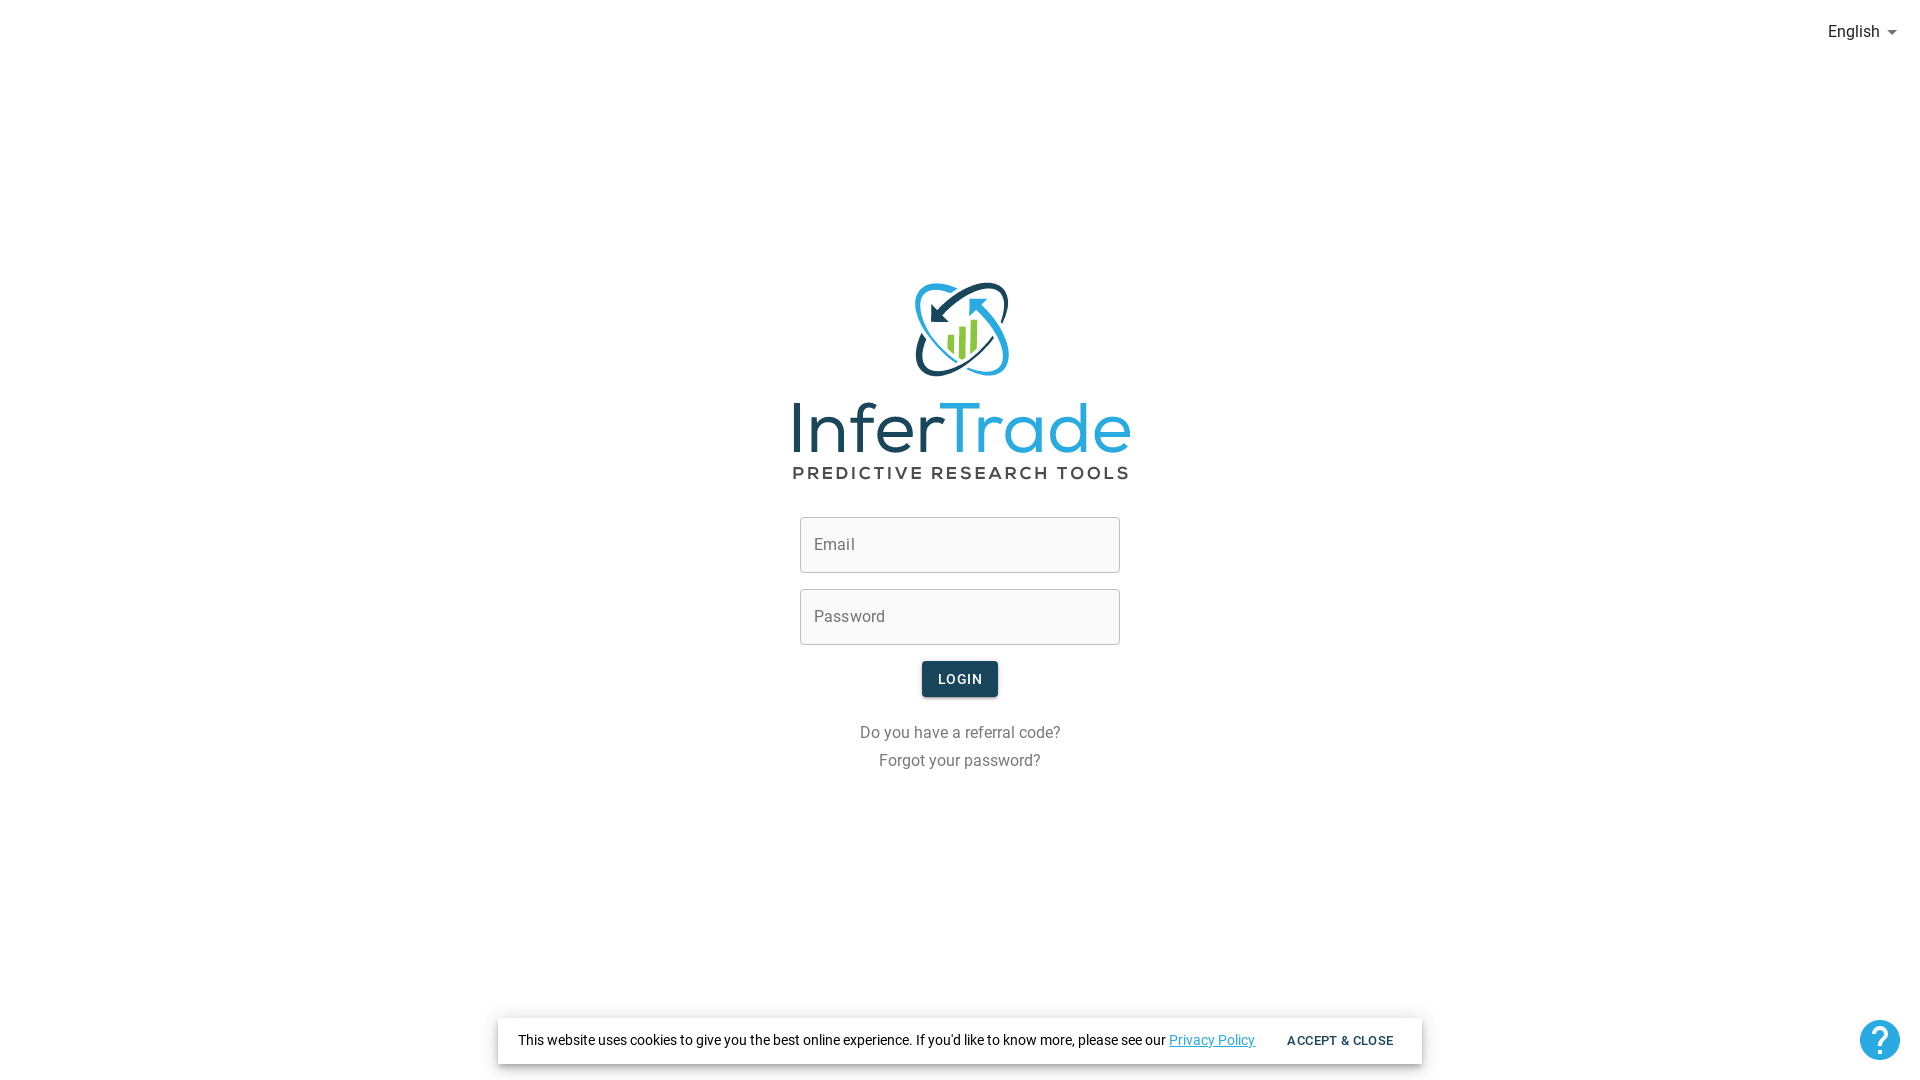 English
InferTrade
PREDICTIVE RESEARCH TOOLS
Email
Password
LOGIN
Do you have a referral code?
Forgot your password?
This website uses cookies to give you the best online experience. If you'd like to know more, please see our Privacy Policy
ACCEPT & CLOSE
?